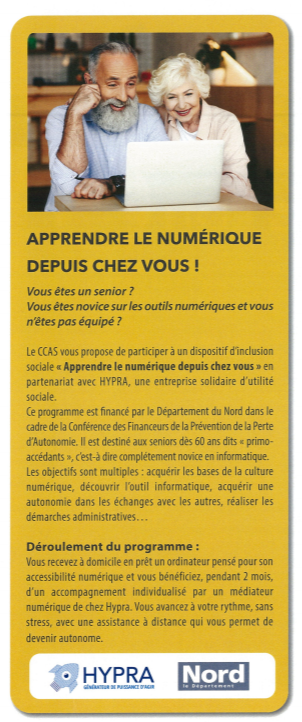 APPRENDRE LE NUMÉRIQUE
DEPUIS CHEZ VOUS !
Vous êtes un senior ?
Vous êtes novice sur les outils numériques et vous
n'êtes pas équipé ?
Le CCAS vous propose de participer à un dispositif d'inclusion
sociale « Apprendre le numérique depuis chez vous » en
partenariat avec HYPRA, une entreprise solidaire d'utilité
sociale.
Ce programme est financé par le Département du Nord dans le
cadre de la Conférence des Financeurs de la Prévention de la Perte
d'Autonomie. Il est destiné aux seniors dès 60 ans dits « primo-
accédants », c'est-à dire complétement novice en informatique.
Les objectifs sont multiples : acquérir les bases de la culture
numérique, découvrir l'outil informatique, acquérir une
autonomie dans les échanges avec les autres, réaliser les
démarches administratives…
Déroulement du programme :
Vous recevez à domicile en prêt un ordinateur pensé pour son
accessibilité numérique et vous bénéficiez, pendant 2 mois,
d'un accompagnement individualisé par un médiateur
numérique de chez Hypra. Vous avancez à votre rythme, sans
stress, avec une assistance à distance qui vous permet de
devenir autonome.
HYPRA
GÉNÉRATEUR DE PUISSANCE D'AGIR
Nord
le Département